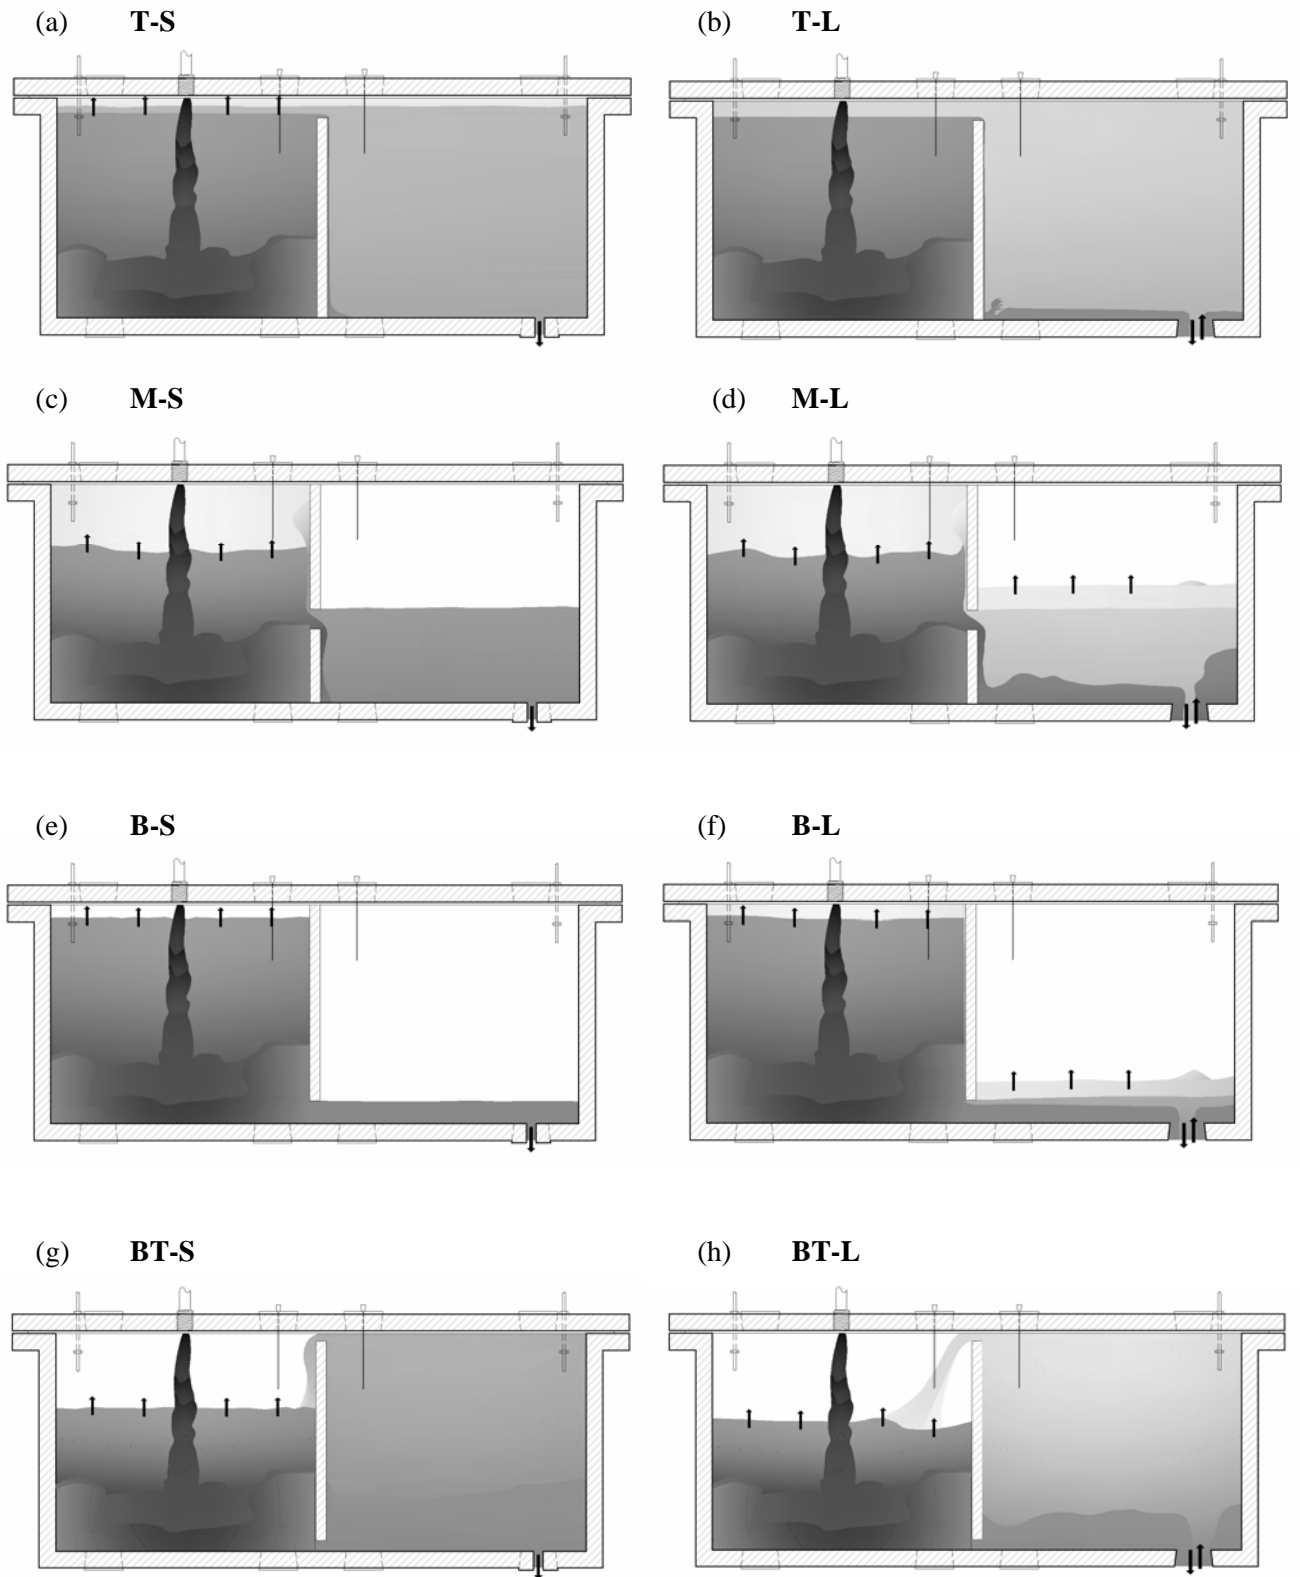 (a) T-S
(b) T-L
(c) M-S
(d) M-L
(e) B-S
(f) B-L
(g) BT-S
(h) BT-L